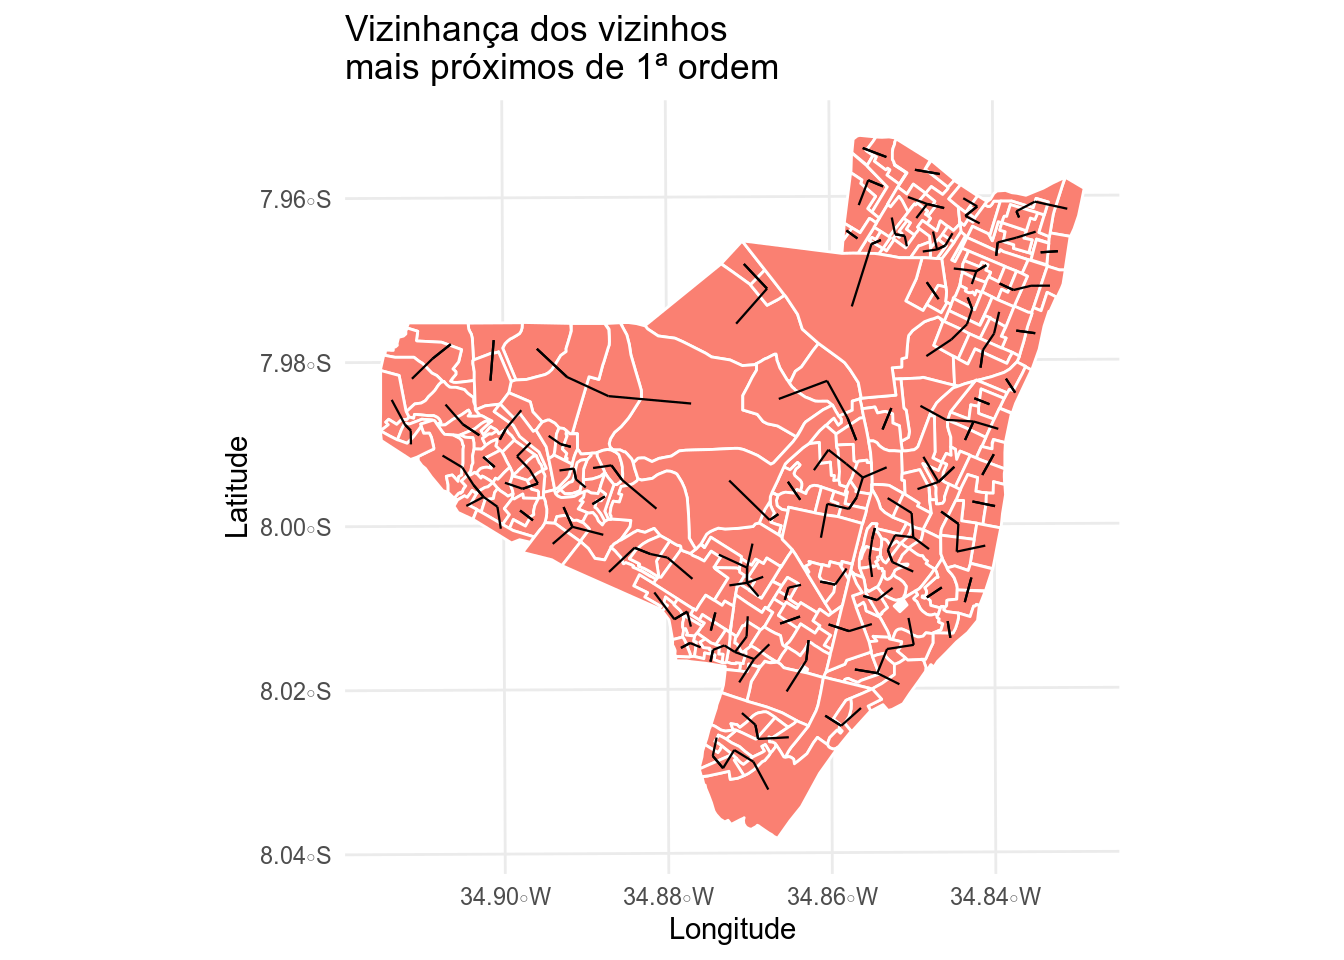 Vizinhança dos vizinhos
mais próximos de 1ª ordem
7.96◦S
7.98◦S
8.00◦S
8.02◦S
8.04◦S
Latitude
34.90◦W 34.88◦W 34.86◦W 34.84◦W
Longitude